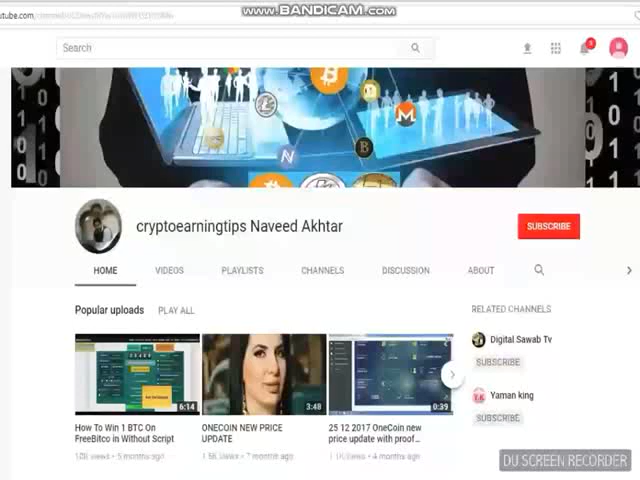 www.BANDICAM.com
utube.com
Search
cryptoearningtips Naveed Akhtar
SUBSCRIBE
HOME VIDEOS PLAYLISTS CHANNELS DISCUSSION ABOUT
Popular uploads PLAY ALL
RELATED CHANNELS
Digital Sawab Tv
SUBSCRIBE
Yaman king
SUBSCRIBE
6:14
3:48
0:39
How To Win 1 BTC On
FreeBitco in Without Script
5 months ago
ONECOIN NEW PRICE
UPDATE
7 months ago
25 12 2017 OneCoin new
price update with proof...
4 months ago
DU SCREEN RECORDER